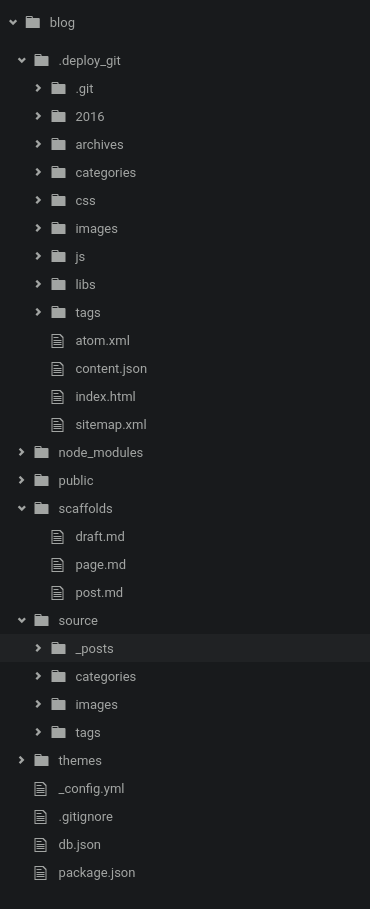 blog
.deploy_git
.git
2016
archives
categories
css
images
js
libs
tags
atom.xml
content.json
index.html
sitemap.xml
node_modules
public
scaffolds
draft.md
page.md
post.md
source
_posts
categories
images
tags
themes
_config.yml
.gitignore
db.json
package.json